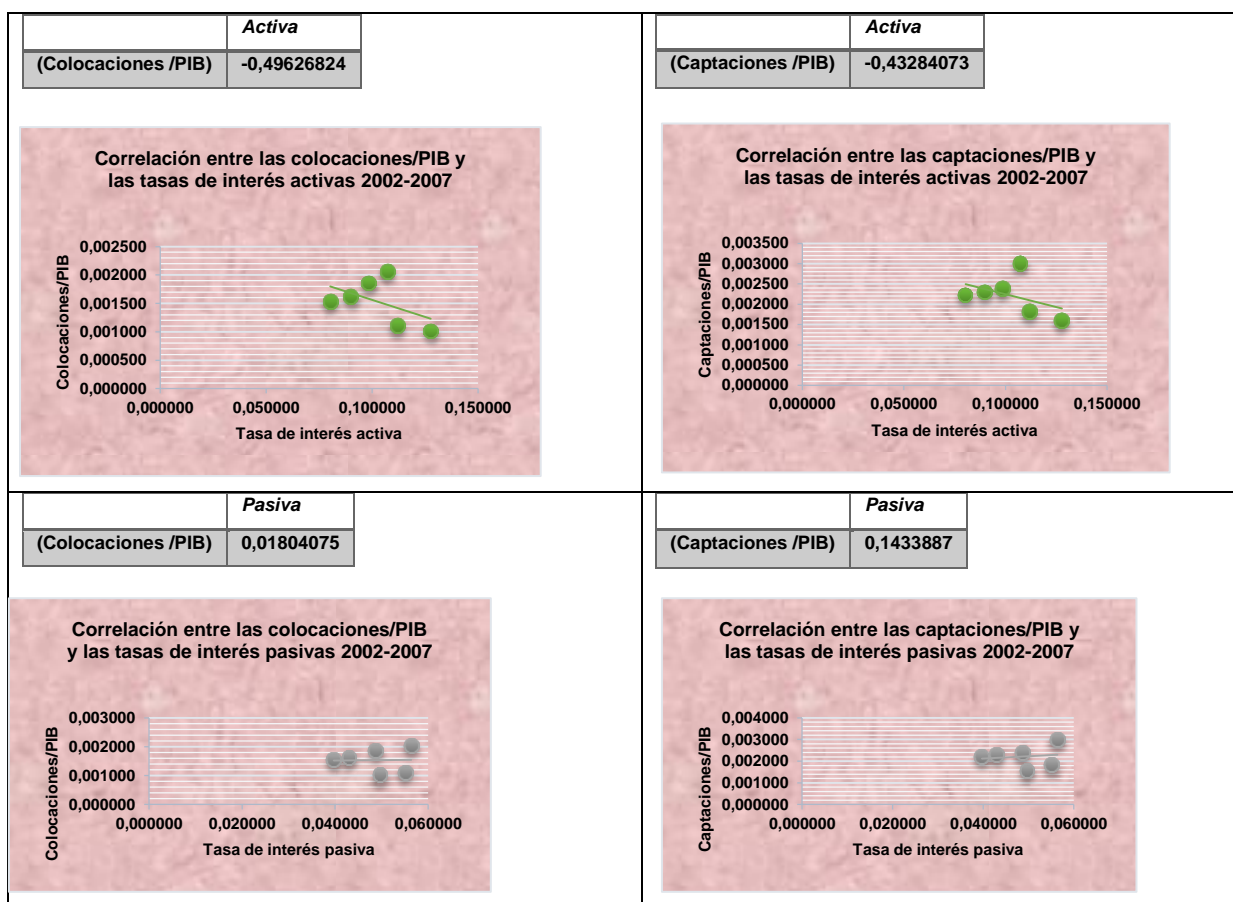 Activa
(Colocaciones /PIB) -0,49626824
Correlación entre las colocaciones/PIB y
las tasas de interés activas 2002-2007
Colocaciones/PIB
0,002500
0,002000
0,001500
0,001000
0,000500
0,000000
0,000000 0,050000 0,100000 0,150000
Tasa de interés activa
Activa
(Captaciones /PIB) -0,43284073
Correlación entre las captaciones/PIB y
las tasas de interés activas 2002-2007
Captaciones/PIB
0,003500
0,003000
0,002500
0,002000
0,001500
0,001000
0,000500
0,000000
0,000000 0,050000 0,100000 0,150000
Tasa de interés activa
Pasiva
(Colocaciones /PIB) 0,01804075
Correlación entre las colocaciones/PIB
y las tasas de interés pasivas 2002-2007
Colocaciones/PIB
0,003000
0,002000
0,001000
0,000000
0,000000 0,020000 0,040000 0,060000
Tasa de interés pasiva
Pasiva
(Captaciones /PIB) 0,1433887
Correlación entre las captaciones/PIB y
las tasas de interés pasivas 2002-2007
Captaciones/PIB
0,004000
0,003000
0,002000
0,001000
0,000000
0,000000 0,020000 0,040000 0,060000
Tasa de interés pasiva